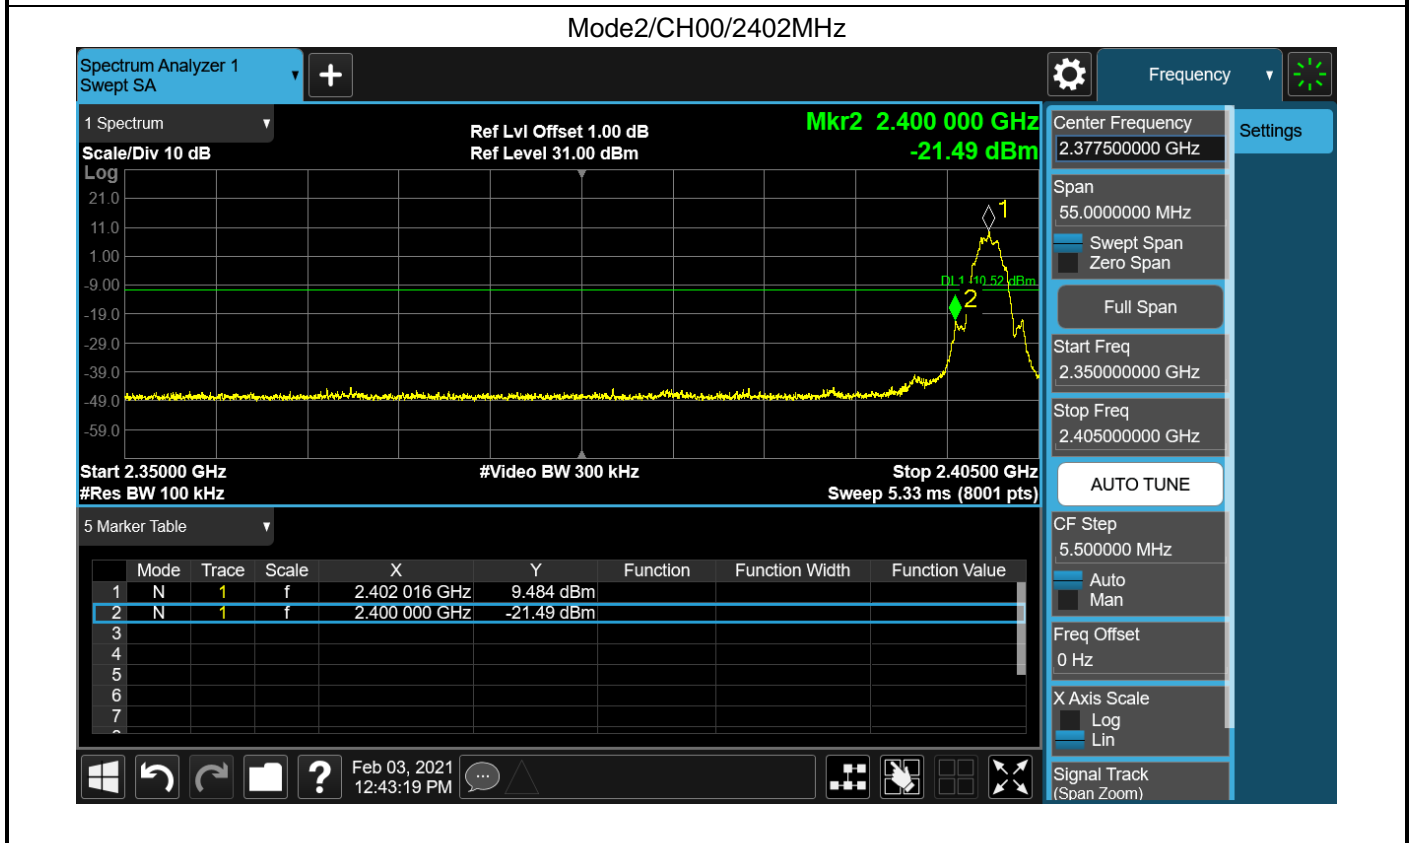 Mode2/CH00/2402MHz
Spectrum Analyzer 1
Swept SA
Frequency
1 Spectrum
Scale/Div 10 dB
Ref Lvl Offset 1.00 dB
Ref Level 31.00 dBm
Mkr2 2.400 000 GHz
-21.49 dBm
Log
21.0
11.0
1.00
-9.00
-19.0
-29.0
-39.0
-49.0
-59.0
1
DL1 -10.52 dBm
2
Start 2.35000 GHz
#Video BW 300 kHz
Stop 2.40500 GHz
#Res BW 100 kHz
Sweep 5.33 ms (8001 pts)
5 Marker Table
Mode Trace Scale X Y Function Function Width Function Value
1 N 1 f 2.402 016 GHz 9.484 dBm
2 N 1 f 2.400 000 GHz -21.49 dBm
3
4
5
6
7
Feb 03, 2021
12:43:19 PM
Center Frequency
2.377500000 GHz
Settings
Span
55.0000000 MHz
Swept Span
Zero Span
Full Span
Start Freq
2.350000000 GHz
Stop Freq
2.405000000 GHz
AUTO TUNE
CF Step
5.500000 MHz
Auto
Man
Freq Offset
0 Hz
X Axis Scale
Log
Lin
Signal Track
(Span Zoom)